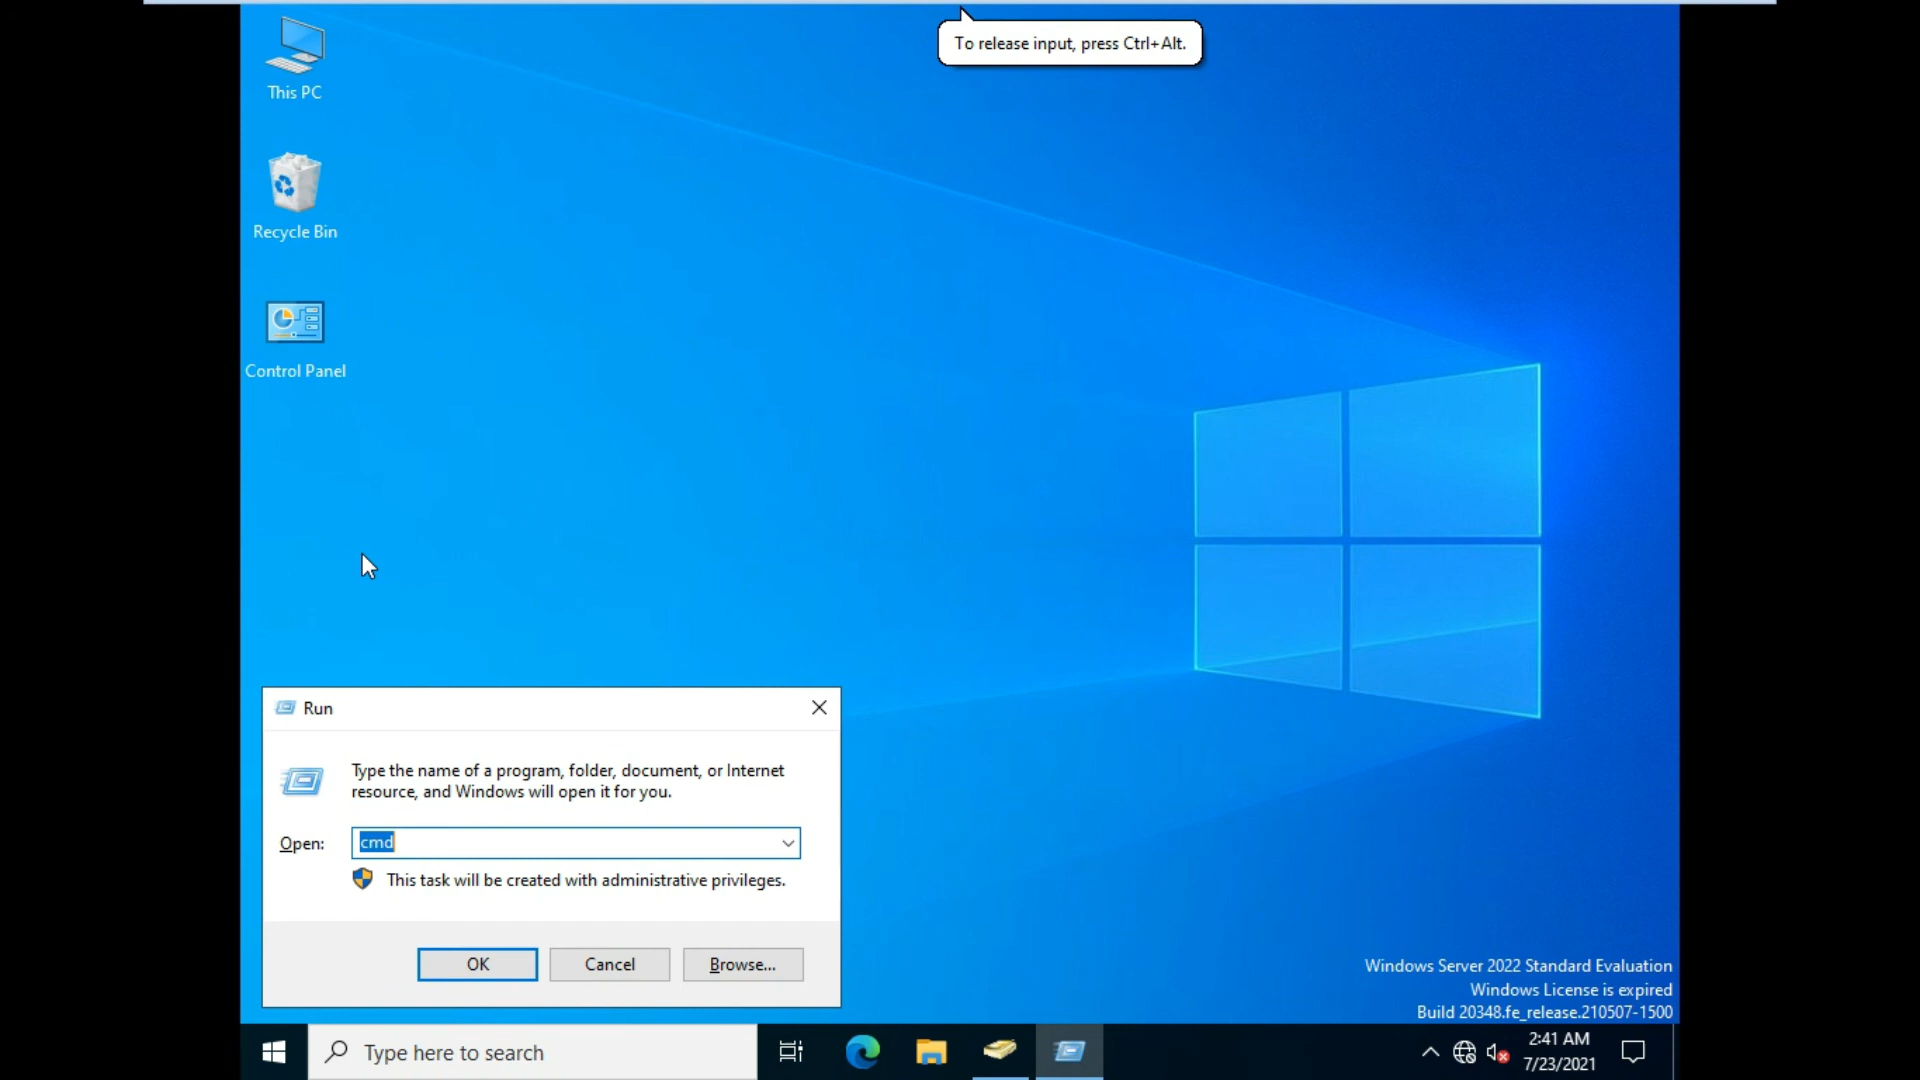 To release input, press Ctrl+Alt.
This PC
Recycle Bin
Control Panel
Run
Type the name of a program, folder, document, or Internet
resource, and Windows will open it for you.
Open:
cmd
This task will be created with administrative privileges.
OK
Cancel
Browse...
Windows Server 2022 Standard Evaluation
Windows License is expired
Build 20348.fe_release.210507-1500
Type here to search
2:41 AM
7/23/2021